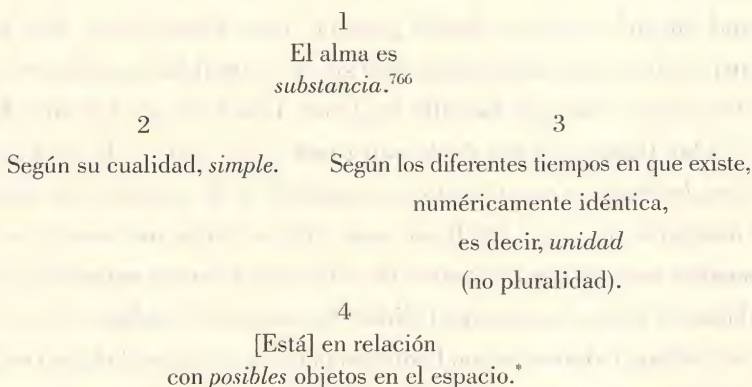 1
El alma es
substancia.⁷⁶⁶
2
Según su cualidad, simple.
3
Según los diferentes tiempos en que existe,
numéricamente idéntica,
es decir, unidad
(no pluralidad).
4
[Está] en relación
con posibles objetos en el espacio.*